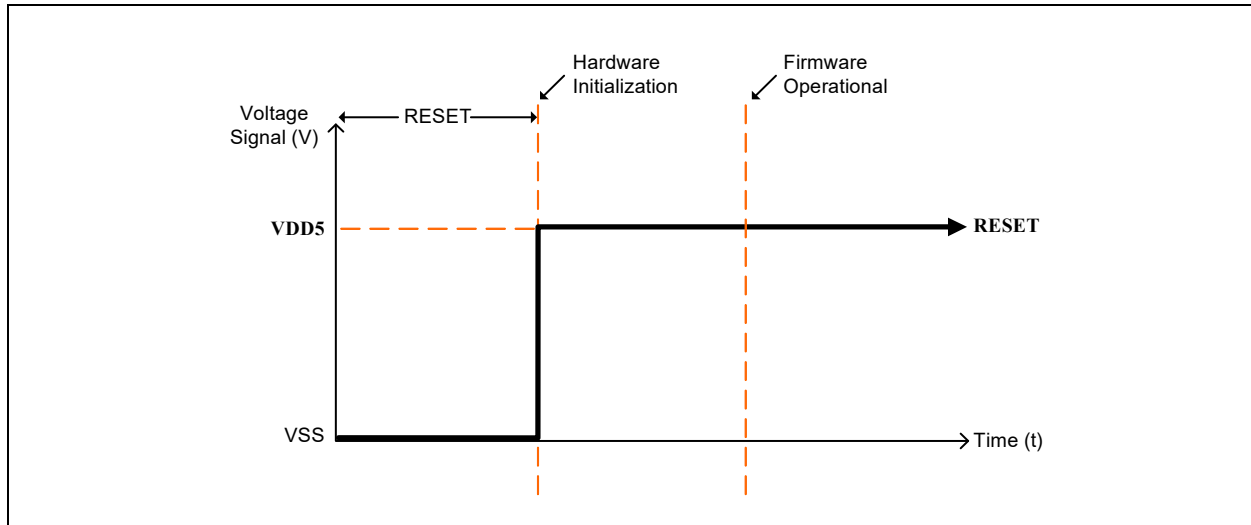 Hardware
Initialization
Firmware
Operational
Voltage
Signal (V)
RESET
VDD5
RESET
VSS
Time (t)